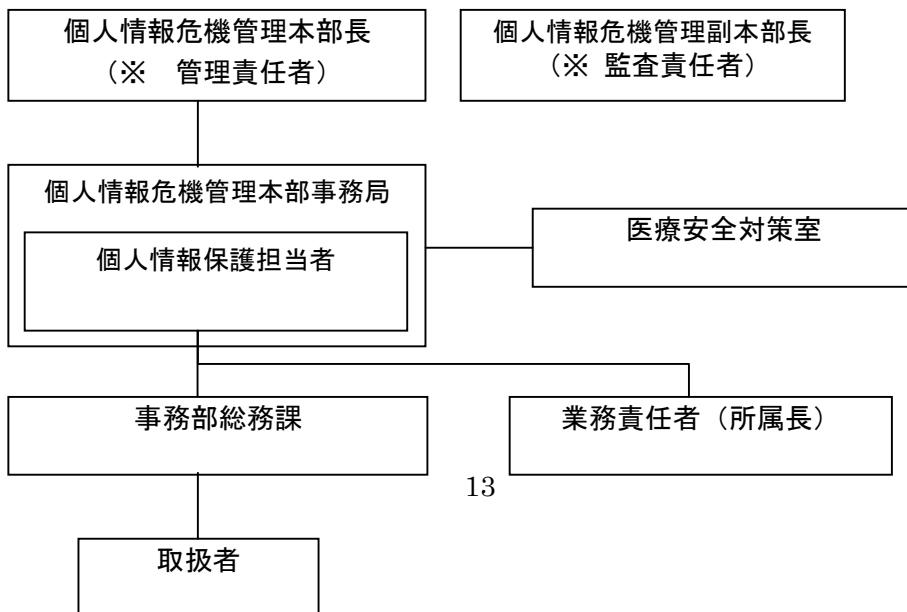 個人情報危機管理本部長
（※　管理責任者）
個人情報危機管理副本部長
（※ 監査責任者）
個人情報危機管理本部事務局
個人情報保護担当者
医療安全対策室
事務部総務課
業務責任者（所属長）
13
取扱者